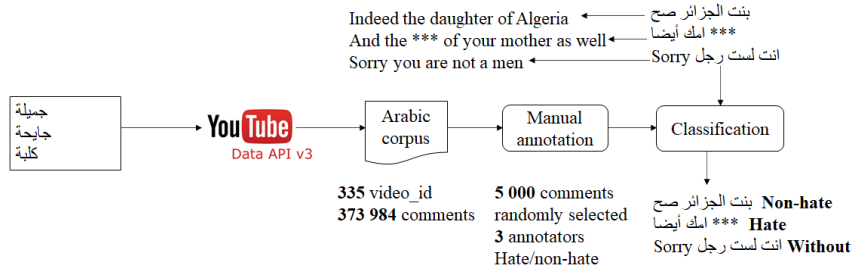 Indeed the daughter of Algeria
بنت الجزائر صح
And the *** of your mother as well
*** امك أيضا
Sorry you are not a men
Sorry انت لست رجل
جميلة
جايحة
كلبة
YouTube
Data API v3
Arabic
corpus
Manual
annotation
Classification
335 video_id
373 984 comments
5 000 comments
randomly selected
3 annotators
Hate/non-hate
بنت الجزائر صح Non-hate
*** امك أيضا Hate
Sorry انت لست رجل Without